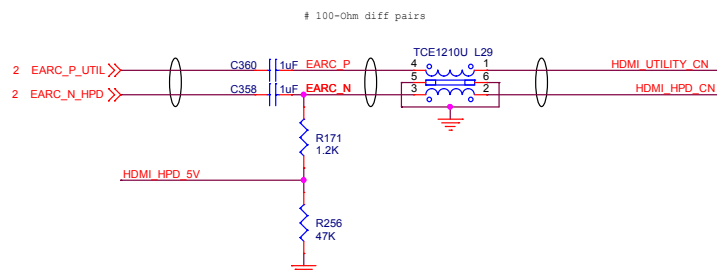 # 100-Ohm diff pairs
TCE1210U L29
C360 1uF EARC_P 4 1 HDMI_UTILITY_CN
2 EARC_P_UTIL
5 6
C358 1uF EARC_N 3 2 HDMI_HPD_CN
2 EARC_N_HPD
R171
1.2K
HDMI_HPD_5V
R256
47K